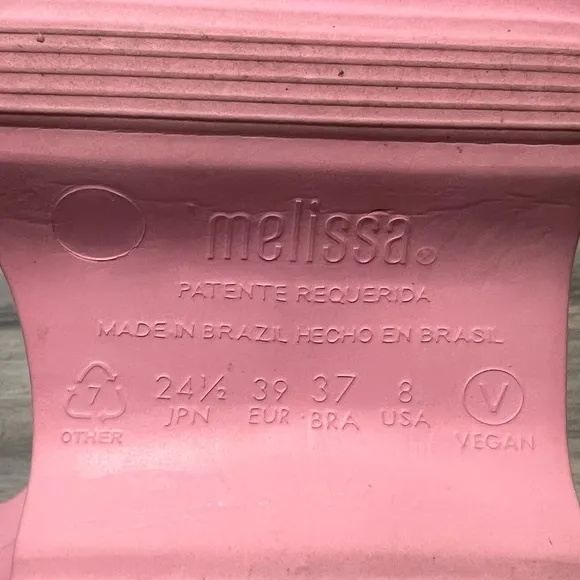 melissa®
PATENTE REQUERIDA
MADE IN BRAZIL HECHO EN BRASIL
7 24½ 39 37 8 V
OTHER JPN EUR BRA USA VEGAN